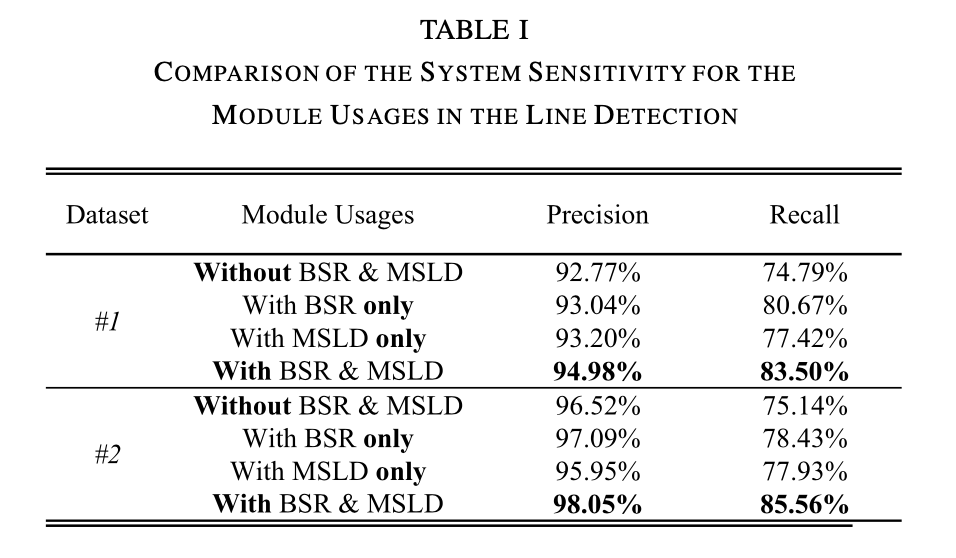 TABLE I
COMPARISON OF THE SYSTEM SENSITIVITY FOR THE
MODULE USAGES IN THE LINE DETECTION
Dataset Module Usages Precision Recall
#1
Without BSR & MSLD 92.77% 74.79%
With BSR only 93.04% 80.67%
With MSLD only 93.20% 77.42%
With BSR & MSLD 94.98% 83.50%
#2
Without BSR & MSLD 96.52% 75.14%
With BSR only 97.09% 78.43%
With MSLD only 95.95% 77.93%
With BSR & MSLD 98.05% 85.56%